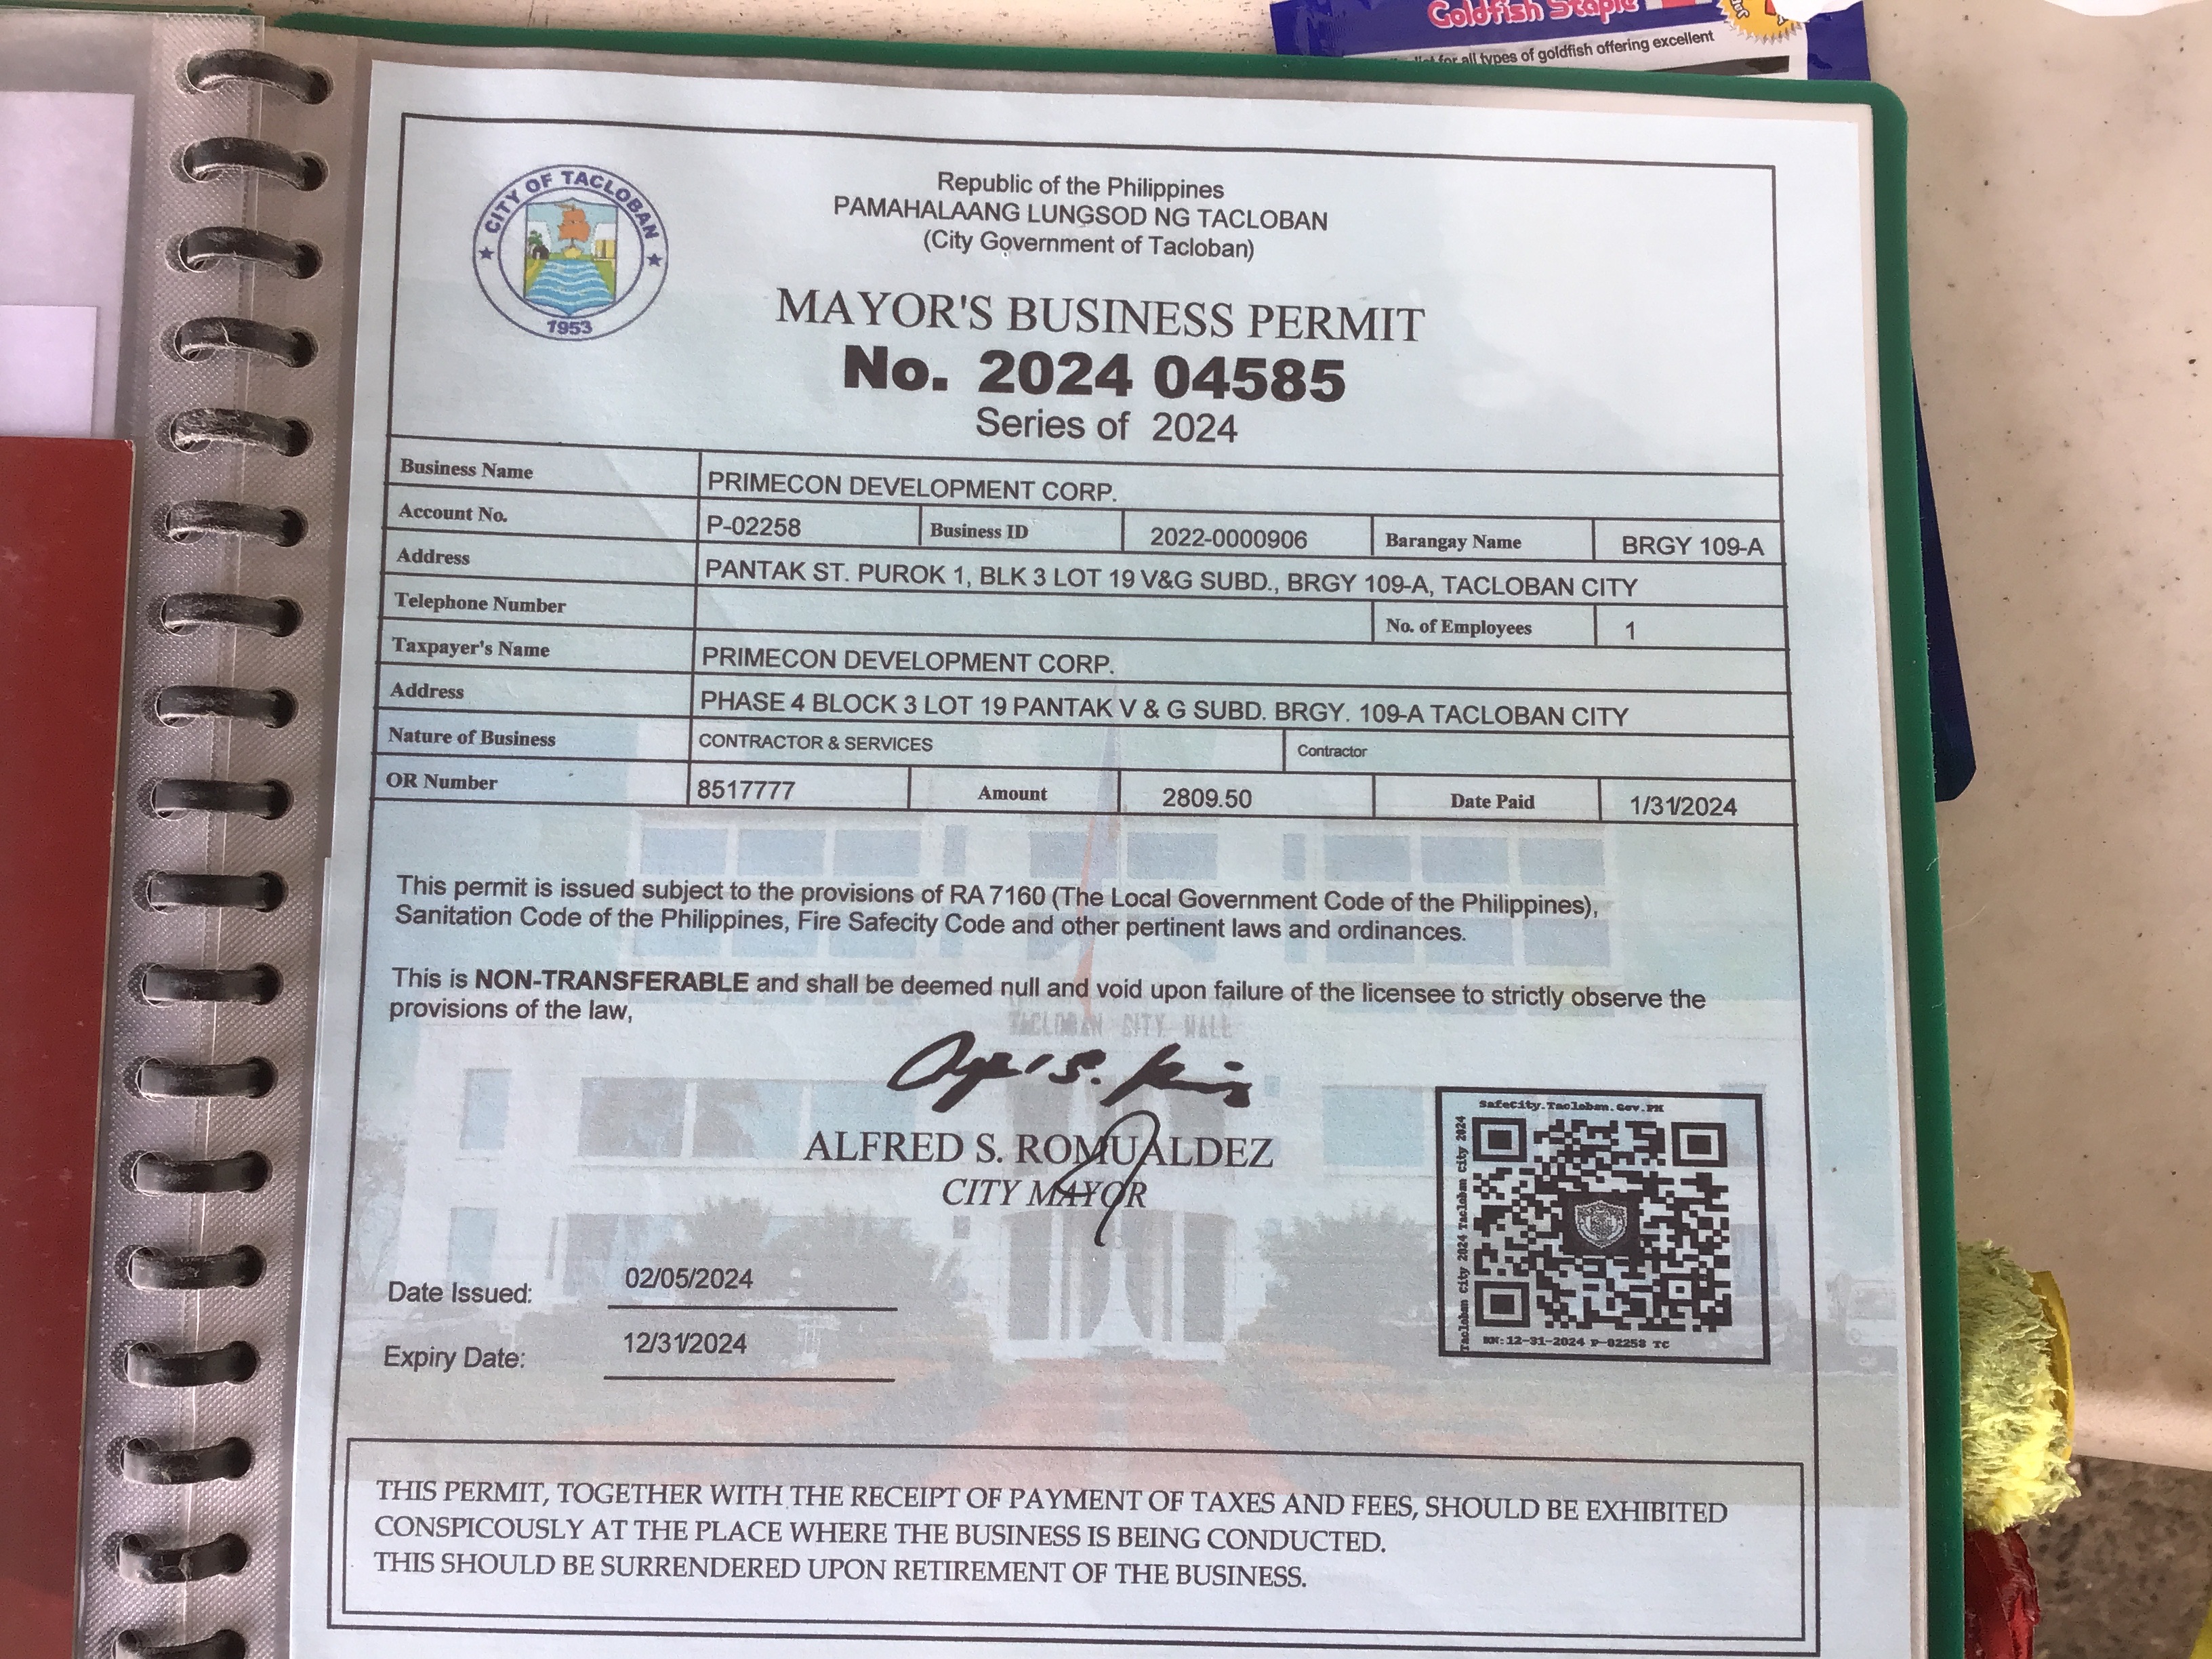 Goldfish Staple
for all types of goldfish offering excellent
CITY OF TACLOBAN
1953
Republic of the Philippines
PAMAHALAANG LUNGSOD NG TACLOBAN
(City Government of Tacloban)
MAYOR'S BUSINESS PERMIT
No. 2024 04585
Series of 2024
Business Name PRIMECON DEVELOPMENT CORP.
Account No. P-02258 Business ID 2022-0000906 Barangay Name BRGY 109-A
Address PANTAK ST. PUROK 1, BLK 3 LOT 19 V&G SUBD., BRGY 109-A, TACLOBAN CITY
Telephone Number No. of Employees 1
Taxpayer's Name PRIMECON DEVELOPMENT CORP.
Address PHASE 4 BLOCK 3 LOT 19 PANTAK V & G SUBD. BRGY. 109-A TACLOBAN CITY
Nature of Business CONTRACTOR & SERVICES Contractor
OR Number 8517777 Amount 2809.50 Date Paid 1/31/2024
This permit is issued subject to the provisions of RA 7160 (The Local Government Code of the Philippines),
Sanitation Code of the Philippines, Fire Safecity Code and other pertinent laws and ordinances.
This is NON-TRANSFERABLE and shall be deemed null and void upon failure of the licensee to strictly observe the
provisions of the law,
TACLOBAN CITY HALL
ALFRED S. ROMUALDEZ
CITY MAYOR
SafeCity.Tacloban.Gov.PH
Tacloban City 2024 Tacloban City 2024
12-31-2024 P-02258 TC
Date Issued: 02/05/2024
Expiry Date: 12/31/2024
THIS PERMIT, TOGETHER WITH THE RECEIPT OF PAYMENT OF TAXES AND FEES, SHOULD BE EXHIBITED
CONSPICOUSLY AT THE PLACE WHERE THE BUSINESS IS BEING CONDUCTED.
THIS SHOULD BE SURRENDERED UPON RETIREMENT OF THE BUSINESS.